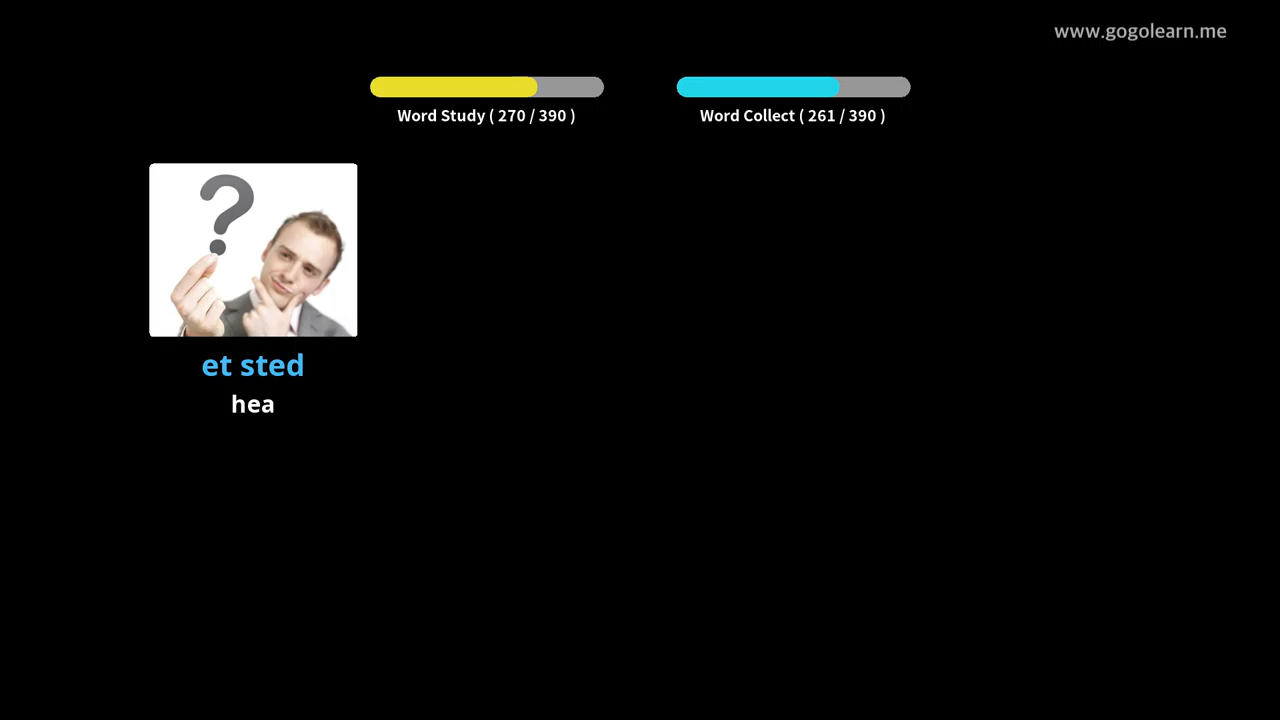 www.gogolearn.me
Word Study ( 270 / 390 )
Word Collect ( 261 / 390 )
?
et sted
hea